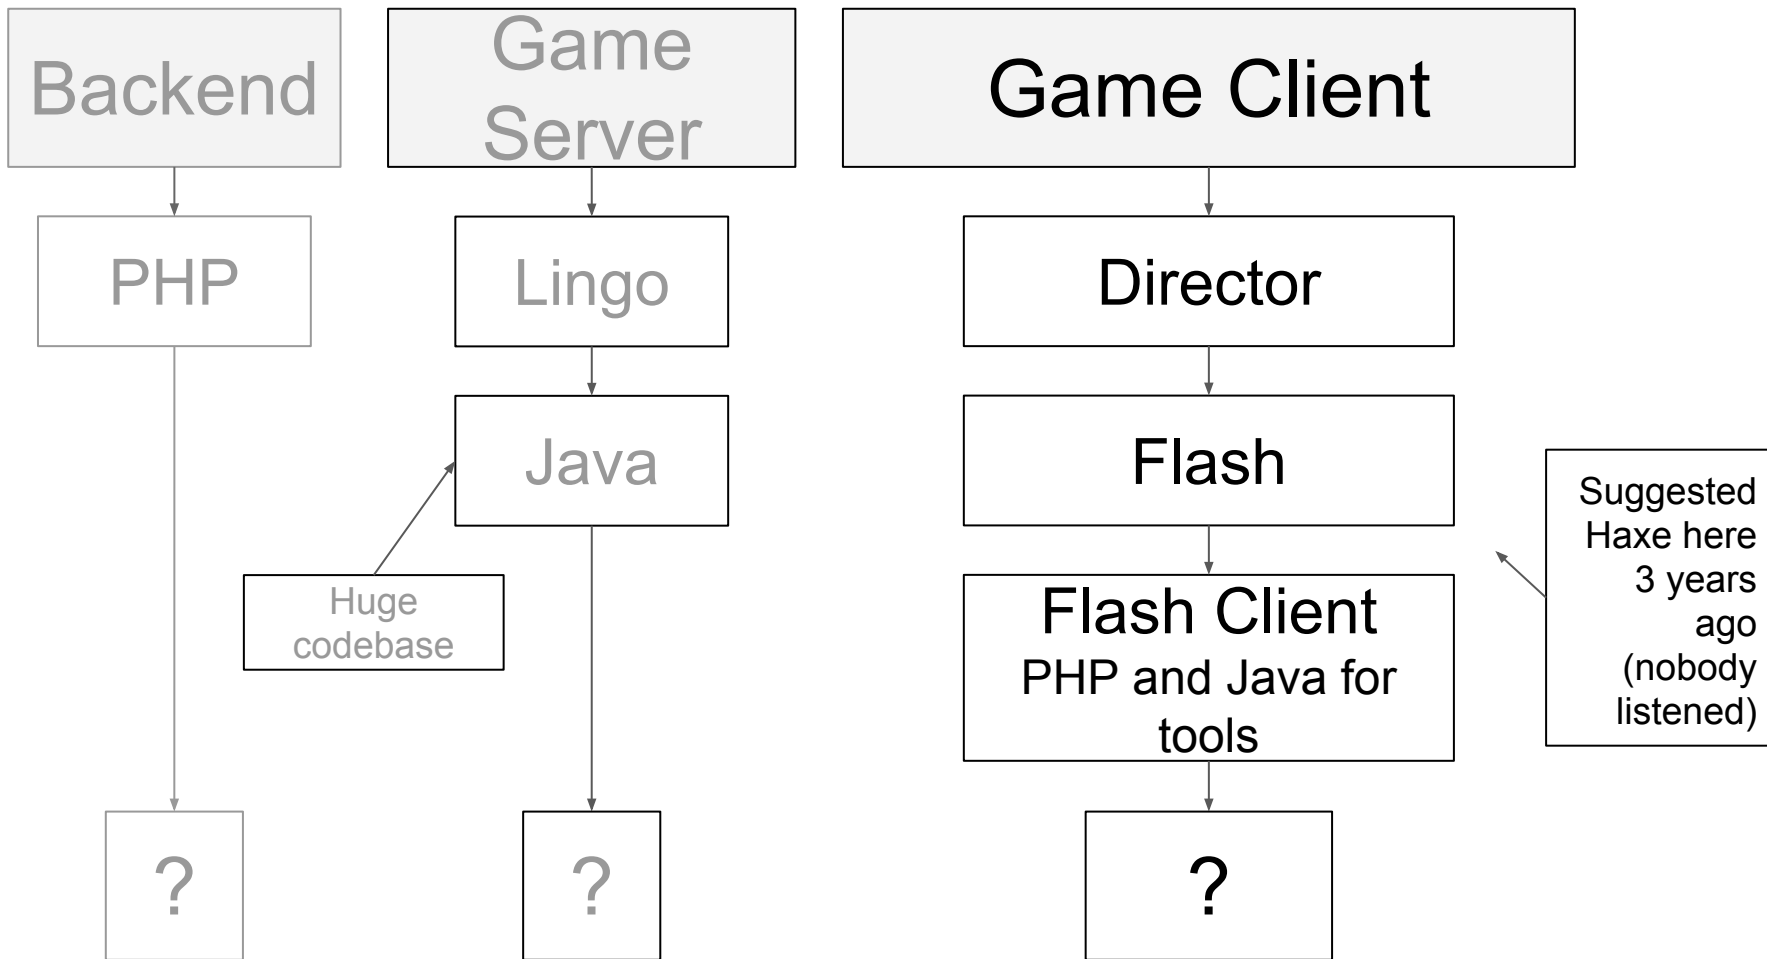 Backend
Game
Server
Game Client
PHP
Lingo
Director
Java
Flash
Huge
codebase
Flash Client
PHP and Java for
tools
Suggested
Haxe here
3 years
ago
(nobody
listened)
?
?
?